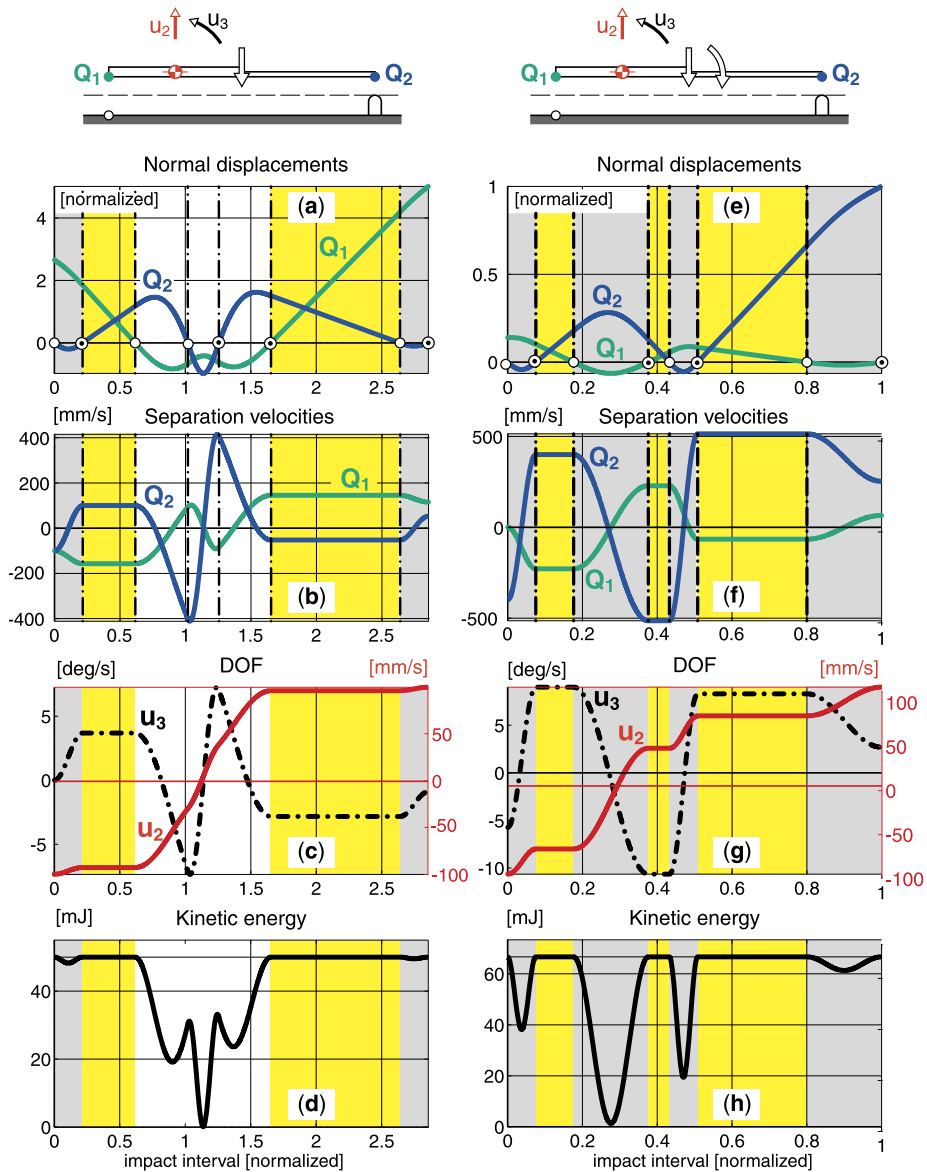 u2 u3
Q1 Q2
u2 u3
Q1 Q2
Normal displacements
[normalized]
(a)
Q1
Q2
4
2
0
0 0.5 1 1.5 2 2.5
[mm/s] Separation velocities
400
200
0
-200
-400
Q2
Q1
(b)
0 0.5 1 1.5 2 2.5
[deg/s] DOF [mm/s]
5
0
-5
50
0
-50
-100
u3
u2
(c)
0 0.5 1 1.5 2 2.5
[mJ] Kinetic energy
40
20
0
(d)
0 0.5 1 1.5 2 2.5
impact interval [normalized]
Normal displacements
[normalized]
(e)
1
0.5
0
Q2
Q1
0 0.2 0.4 0.6 0.8 1
[mm/s] Separation velocities
500
0
-500
Q2
Q1
(f)
0 0.2 0.4 0.6 0.8 1
[deg/s] DOF [mm/s]
5
0
-5
-10
100
50
0
-50
-100
u3
u2
(g)
0 0.2 0.4 0.6 0.8 1
[mJ] Kinetic energy
60
40
20
0
(h)
0 0.2 0.4 0.6 0.8 1
impact interval [normalized]